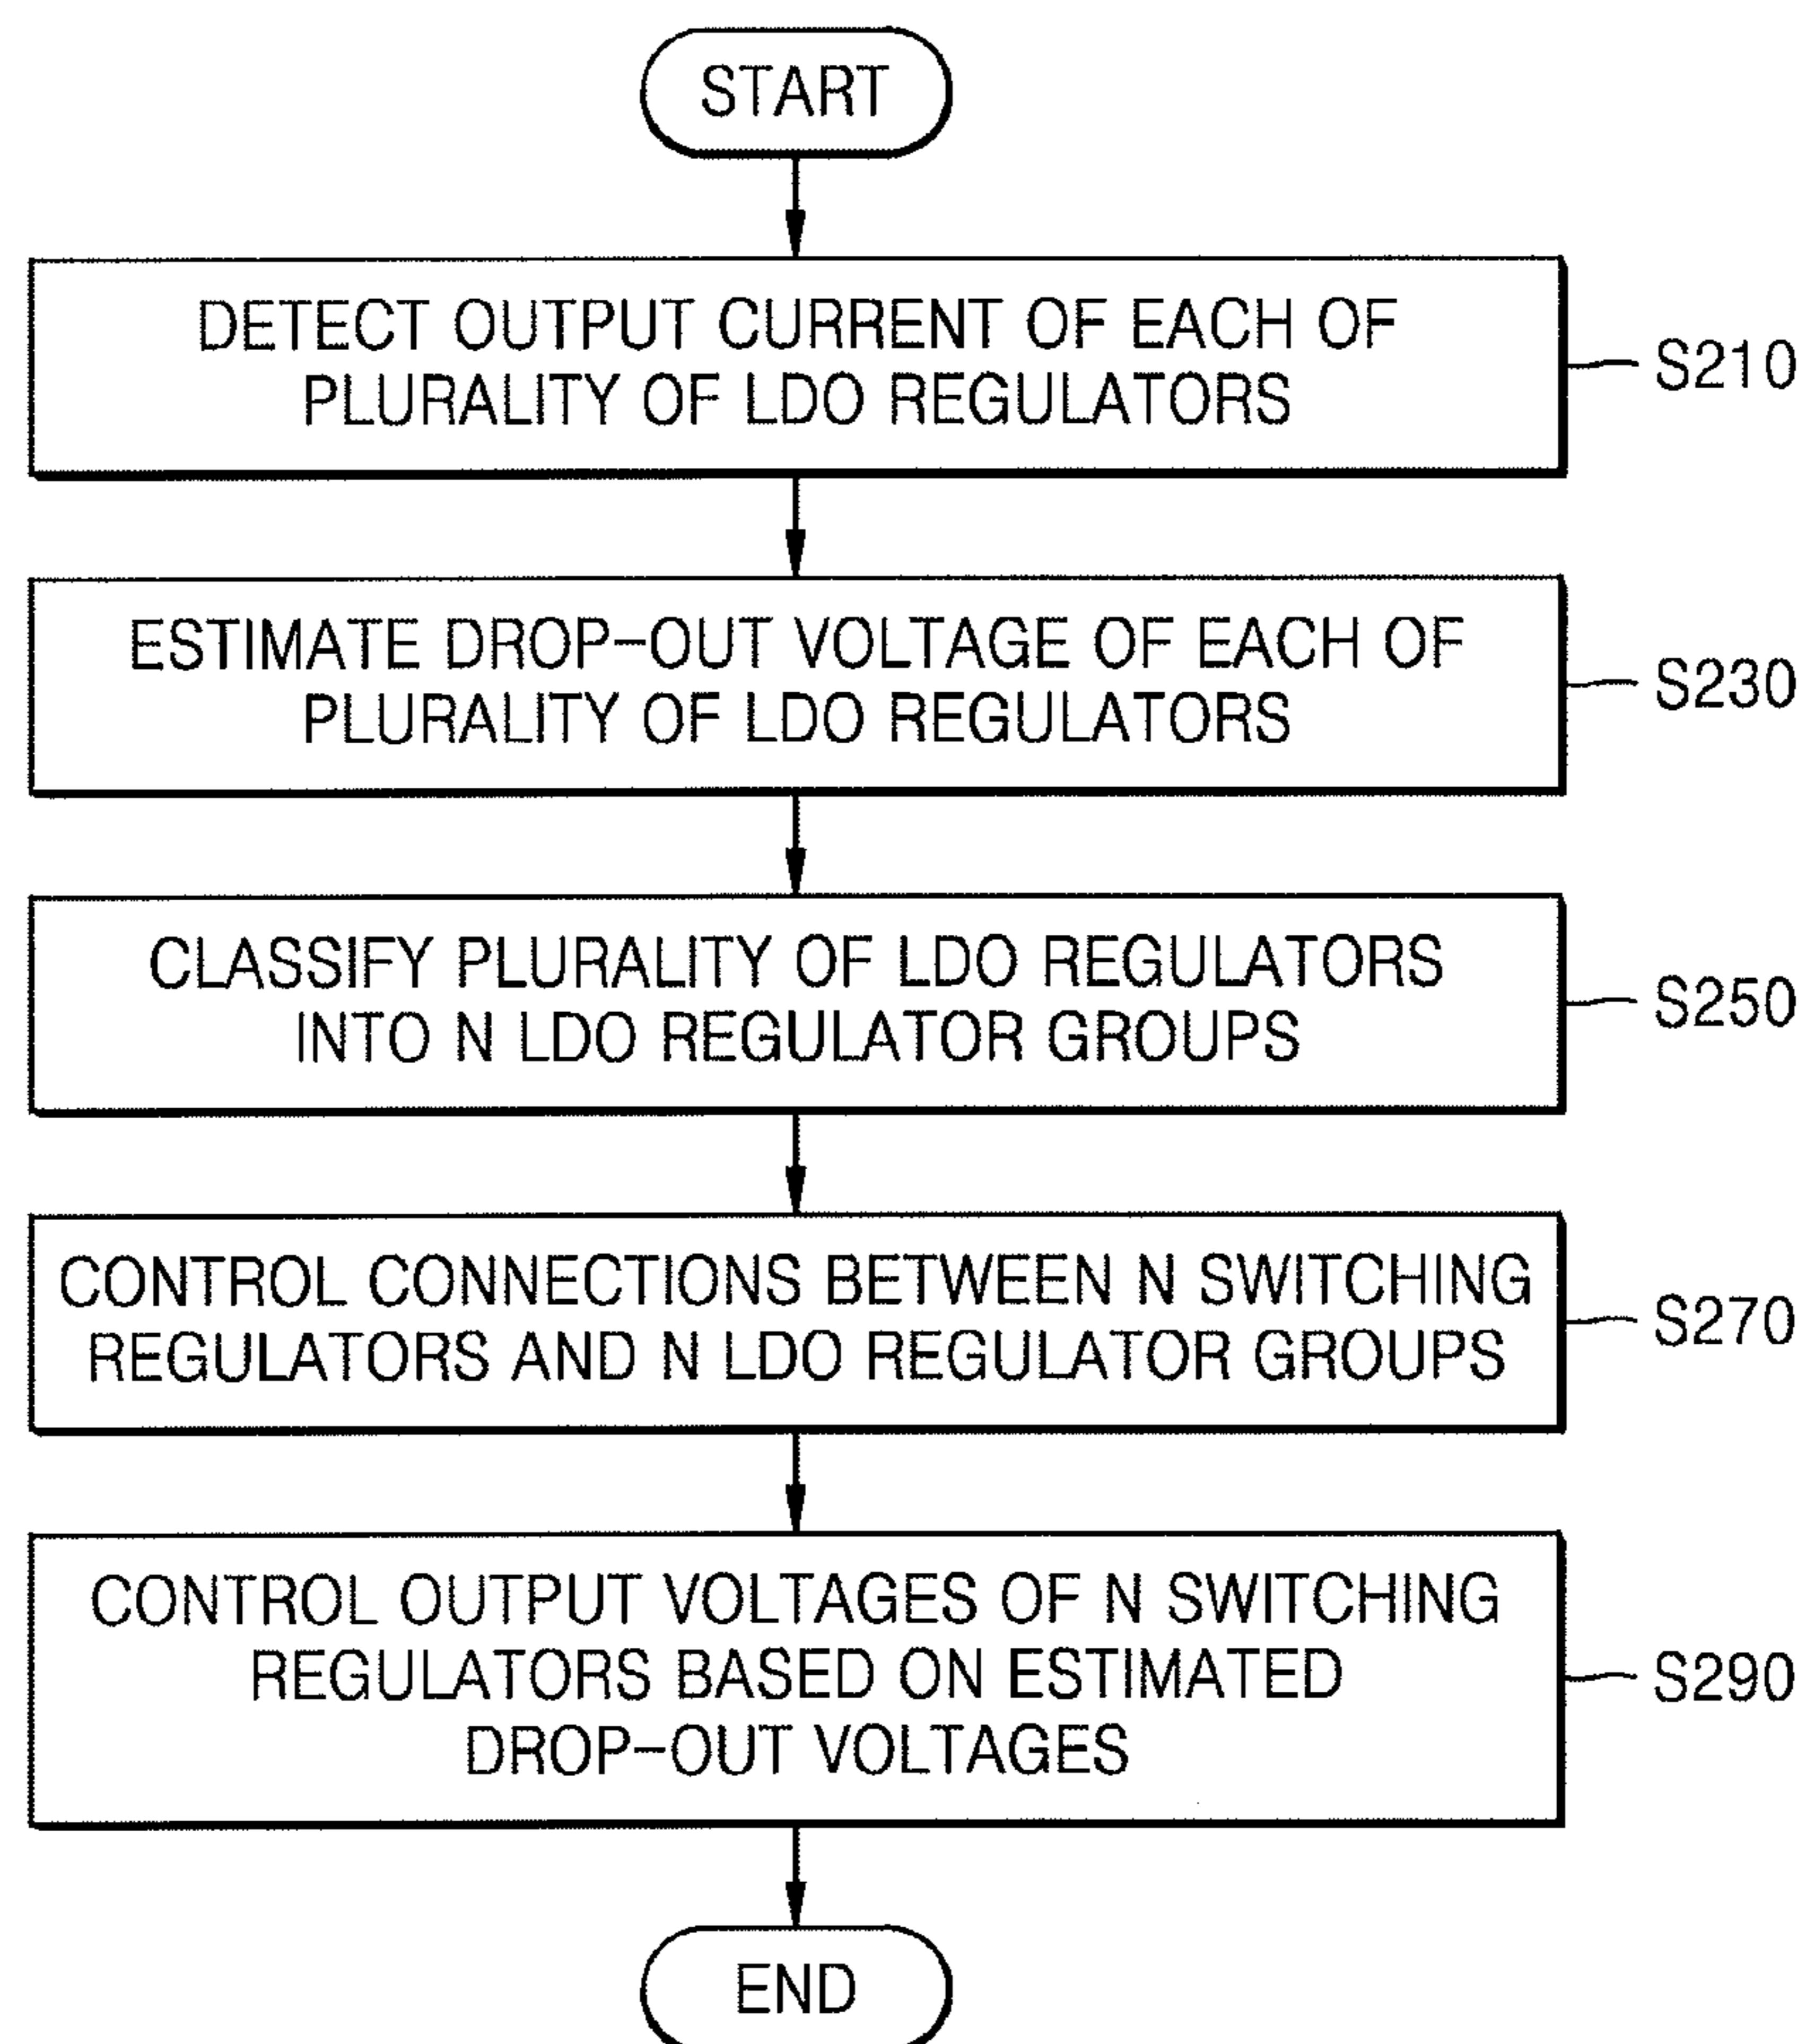 START
DETECT OUTPUT CURRENT OF EACH OF
PLURALITY OF LDO REGULATORS
S210
ESTIMATE DROP-OUT VOLTAGE OF EACH OF
PLURALITY OF LDO REGULATORS
S230
CLASSIFY PLURALITY OF LDO REGULATORS
INTO N LDO REGULATOR GROUPS
S250
CONTROL CONNECTIONS BETWEEN N SWITCHING
REGULATORS AND N LDO REGULATOR GROUPS
S270
CONTROL OUTPUT VOLTAGES OF N SWITCHING
REGULATORS BASED ON ESTIMATED
DROP-OUT VOLTAGES
S290
END